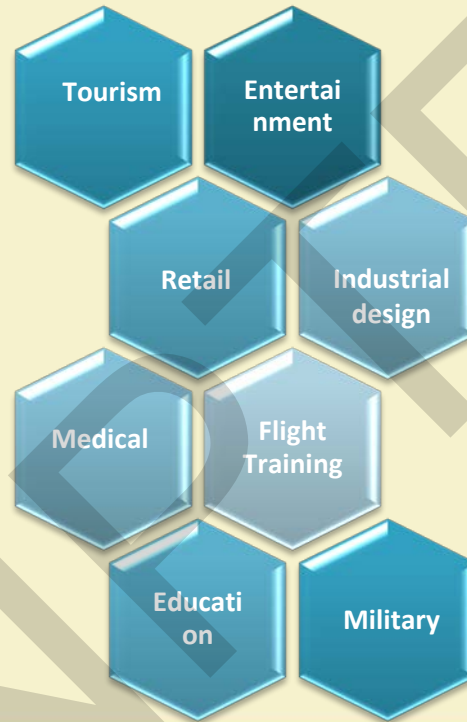 Tourism
Entertai
nment
Retail
Industrial
design
Medical
Flight
Training
Educati
on
Military